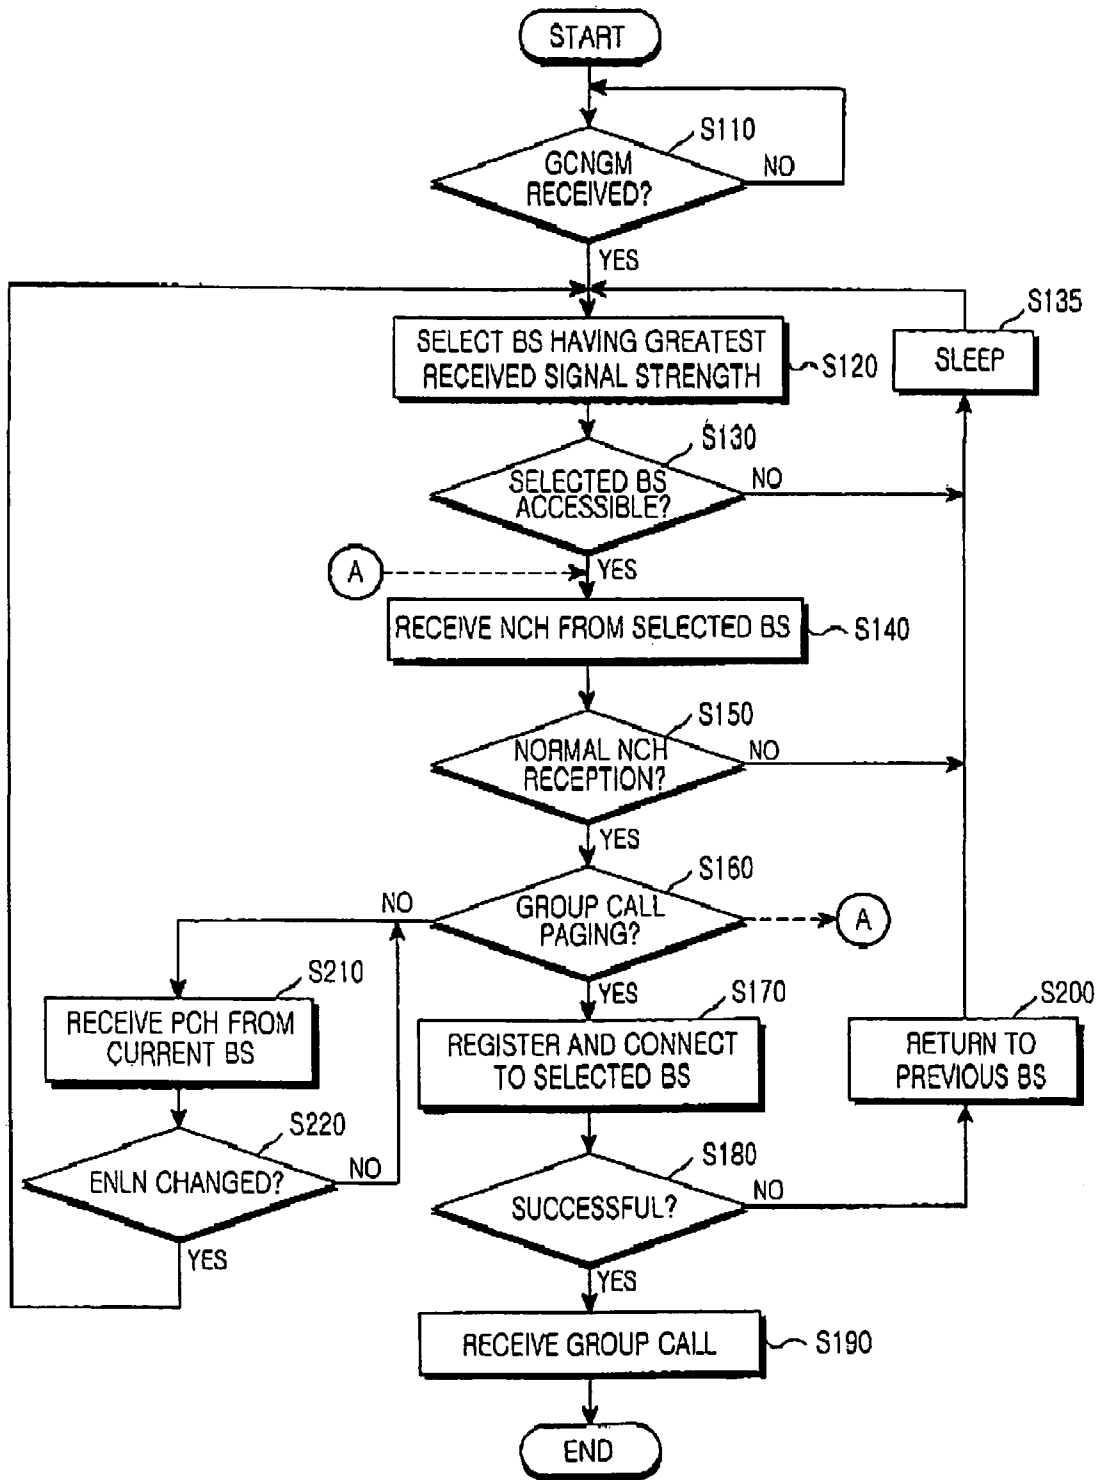 START
S110
GCNGM
RECEIVED?
NO
YES
S135
SLEEP
SELECT BS HAVING GREATEST
RECEIVED SIGNAL STRENGTH
S120
S130
SELECTED BS
ACCESSIBLE?
NO
YES
A
RECEIVE NCH FROM SELECTED BS
S140
S150
NORMAL NCH
RECEPTION?
NO
YES
S160
GROUP CALL
PAGING?
NO
A
YES
S210
RECEIVE PCH FROM
CURRENT BS
S170
REGISTER AND CONNECT
TO SELECTED BS
S200
RETURN TO
PREVIOUS BS
S220
ENLN CHANGED?
NO
YES
S180
SUCCESSFUL?
NO
YES
RECEIVE GROUP CALL
S190
END